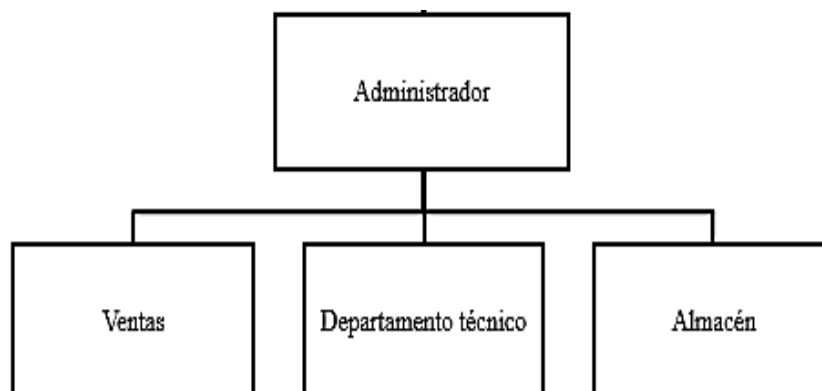 Administrador
Ventas
Departamento técnico
Almacén